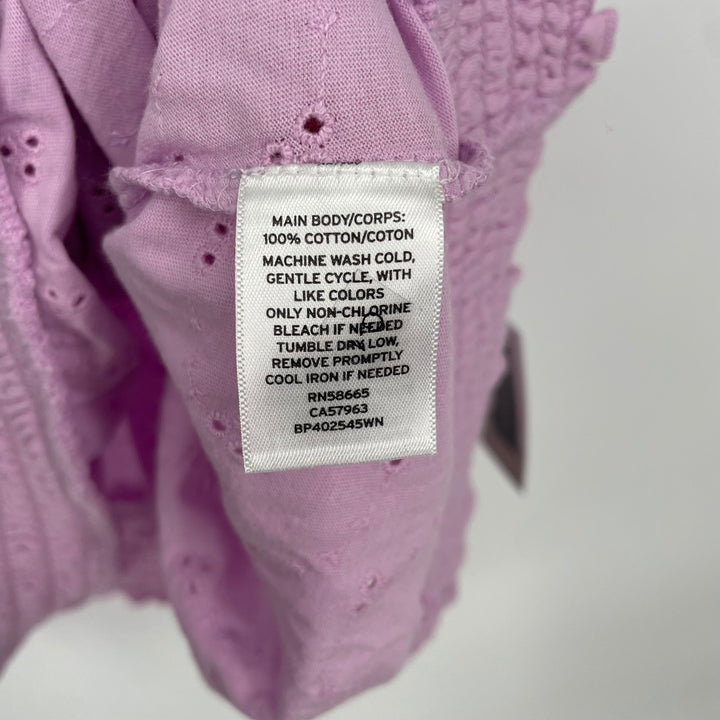 MAIN BODY/CORPS:
100% COTTON/COTON
MACHINE WASH COLD,
GENTLE CYCLE, WITH
LIKE COLORS
ONLY NON-CHLORINE
BLEACH IF NEEDED
TUMBLE DRY LOW,
REMOVE PROMPTLY
COOL IRON IF NEEDED
RN58665
CA57963
BP402545WN